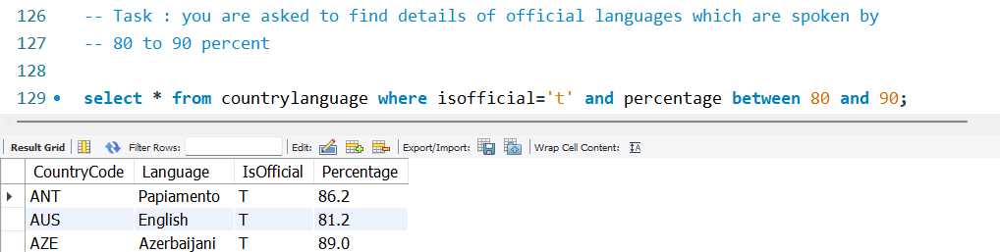 126 -- Task : you are asked to find details of official languages which are spoken by
127 -- 80 to 90 percent
128
129 select * from countrylanguage where isofficial='t' and percentage between 80 and 90;
Result Grid Filter Rows: Edit: Export/Import: Wrap Cell Content: IA
CountryCode Language IsOfficial Percentage
ANT Papiamento T 86.2
AUS English T 81.2
AZE Azerbaijani T 89.0